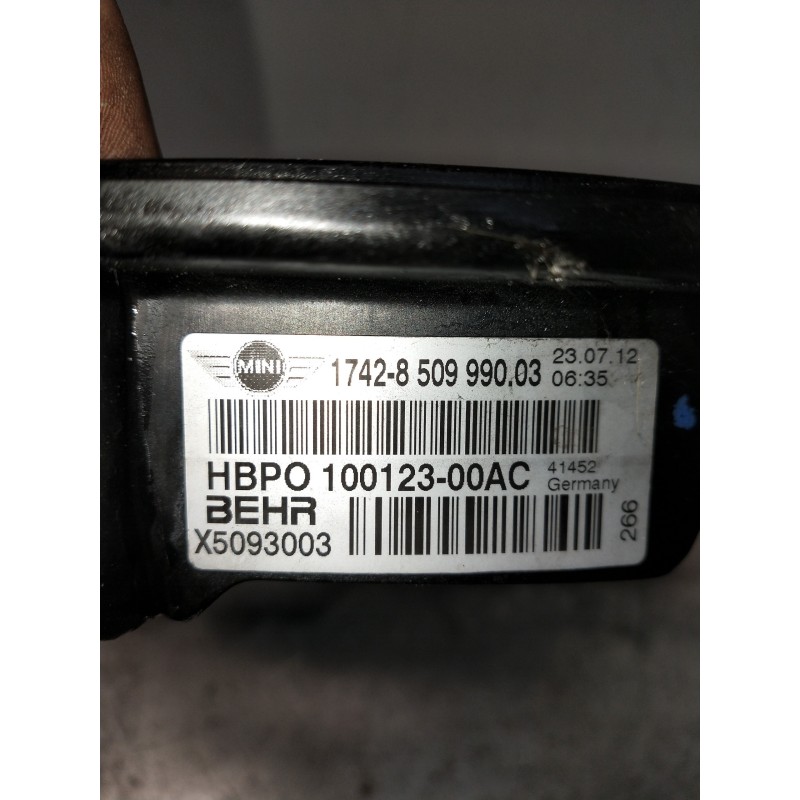 MINI
1742-8 509 990.03
23.07.12
06:35
HBPO 100123-00AC
41452
Germany
BEHR
X5093003
266